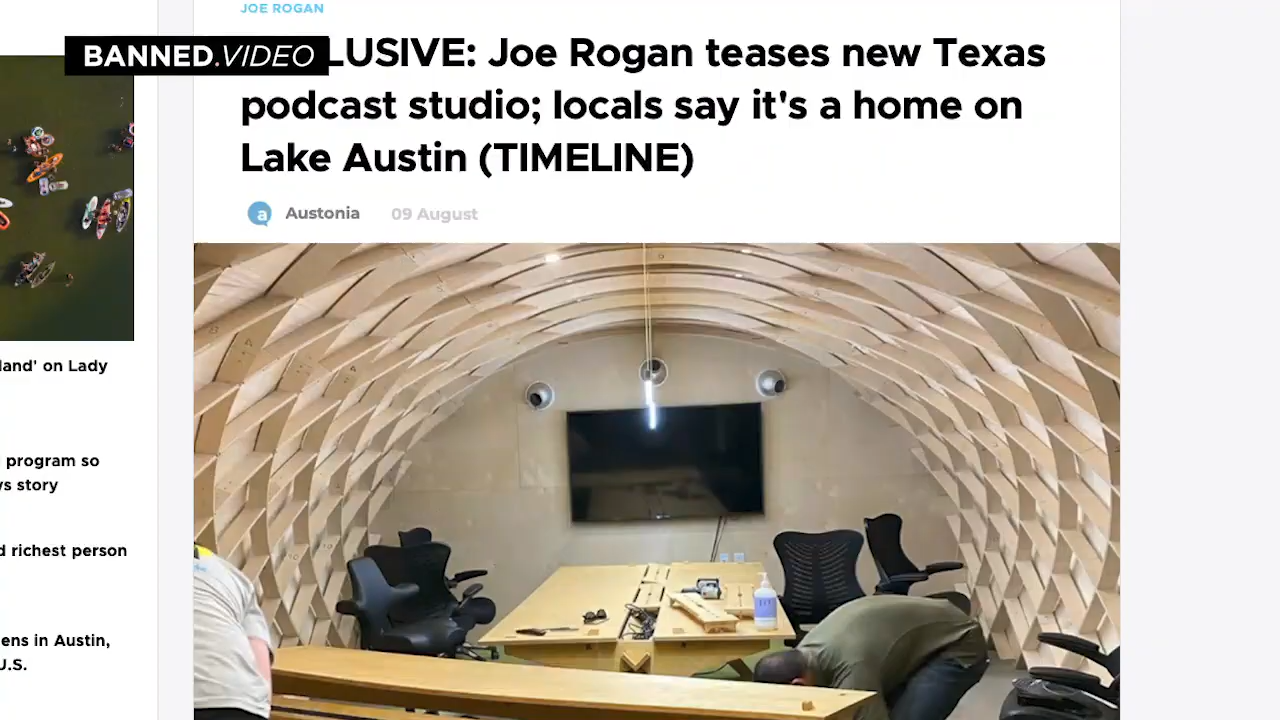 JOE ROGAN
BANNED.VIDEO
LUSIVE: Joe Rogan teases new Texas
podcast studio; locals say it's a home on
Lake Austin (TIMELINE)
a Austonia 09 August
land' on Lady
program so
ys story
d richest person
ens in Austin,
U.S.